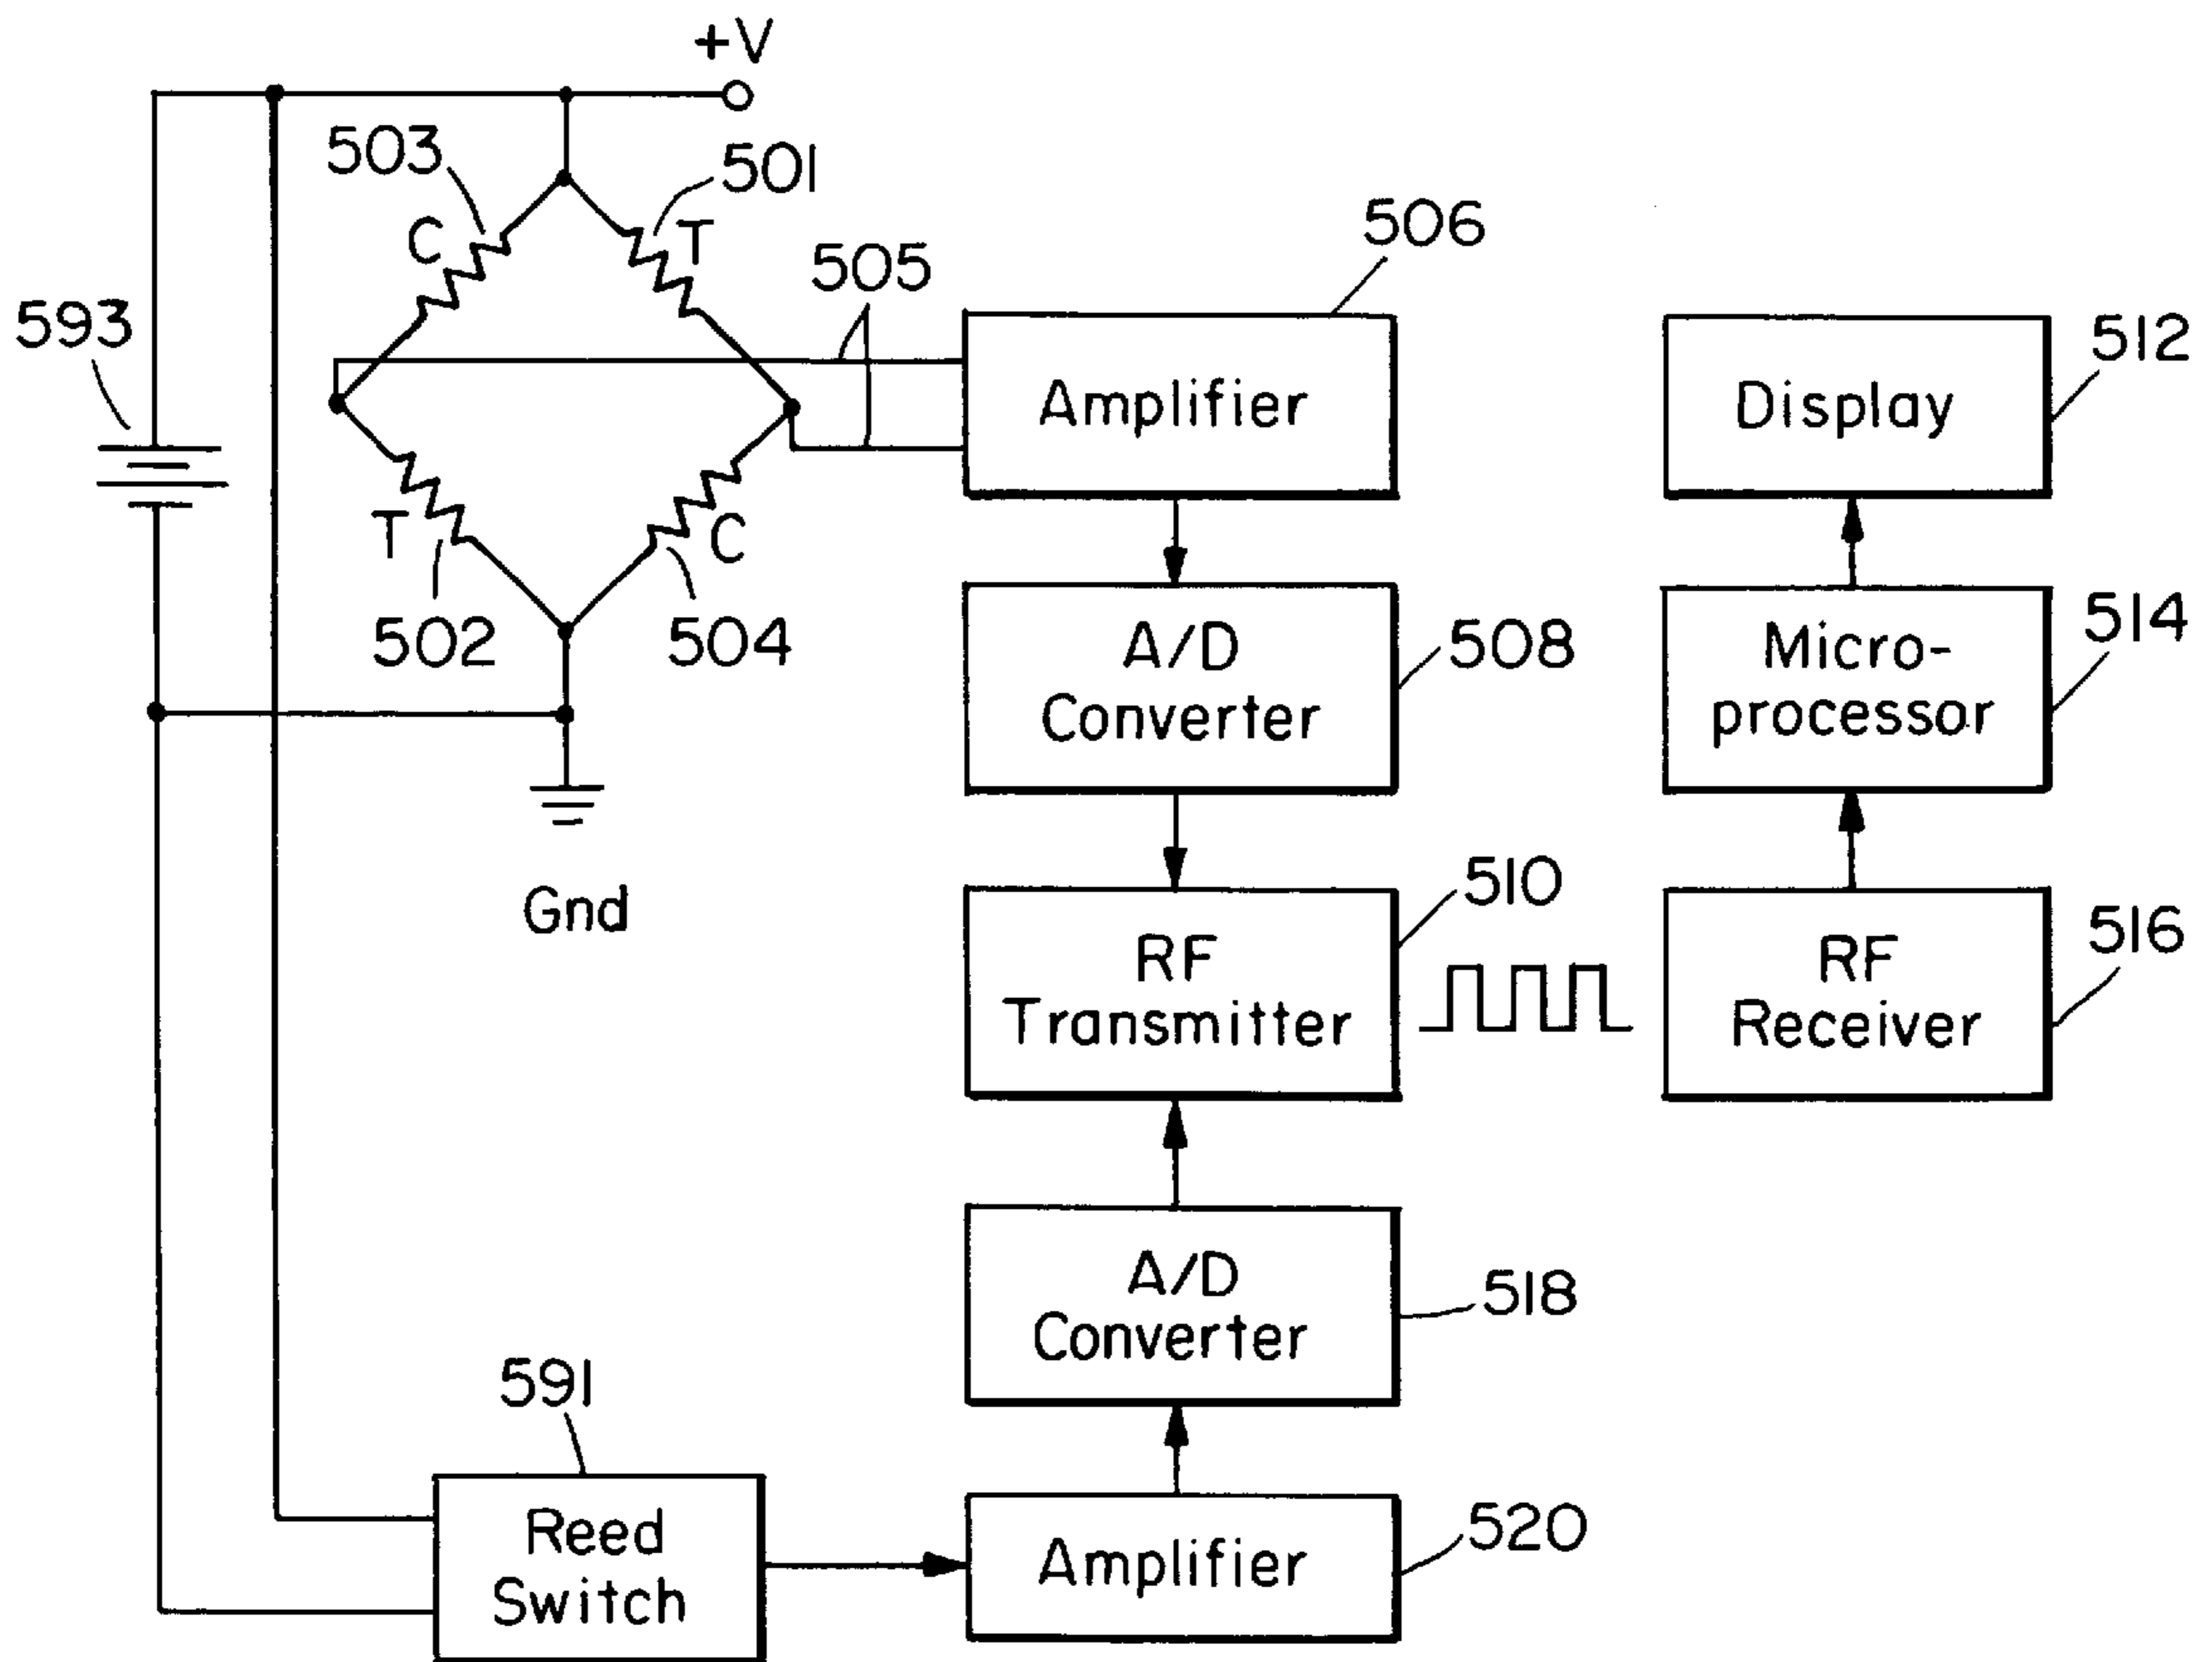 +V
503
501
C
T
505
506
593
512
Amplifier
Display
T
C
502
504
A/D
Converter
508
Micro-
processor
514
Gnd
RF
Transmitter
510
RF
Receiver
516
A/D
Converter
518
591
Reed
Switch
Amplifier
520